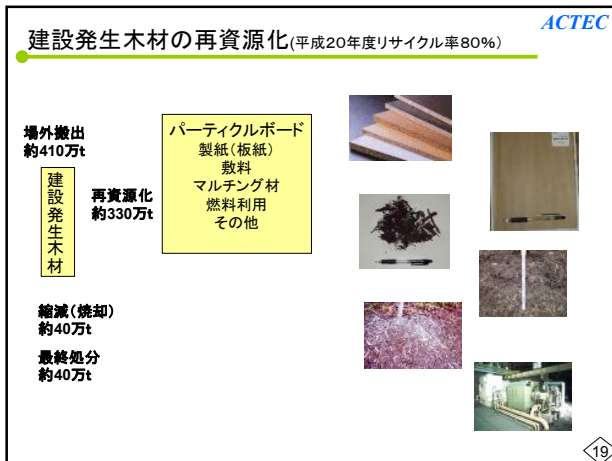 ACTEC
建設発生木材の再資源化(平成20年度リサイクル率80%)
場外搬出
約410万t
建設発生木材
再資源化
約330万t
パーティクルボード
製紙(板紙)
敷料
マルチング材
燃料利用
その他
縮減(焼却)
約40万t
最終処分
約40万t
19